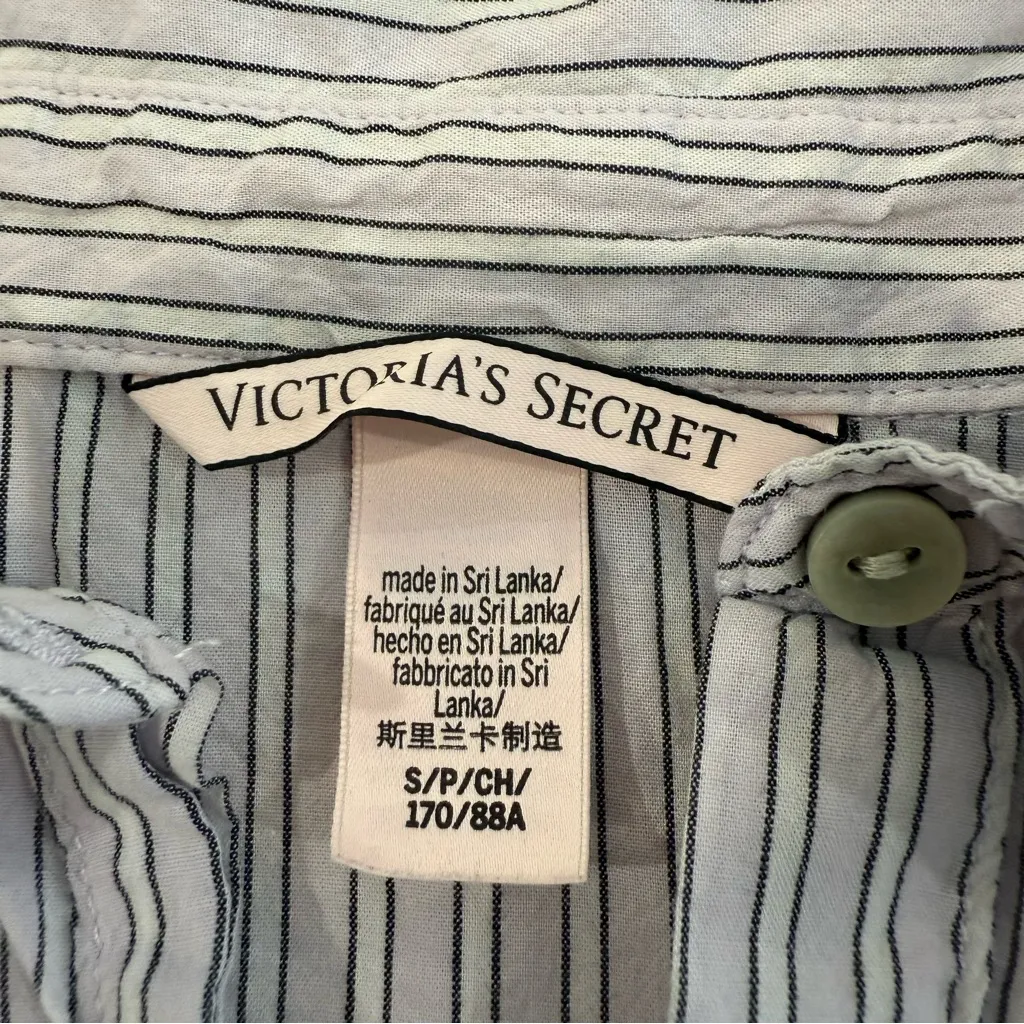 VICTORIA'S SECRET
made in Sri Lanka/
fabriqué au Sri Lanka/
hecho en Sri Lanka/
fabbricato in Sri
Lanka/
斯里兰卡制造
S/P/CH/
170/88A